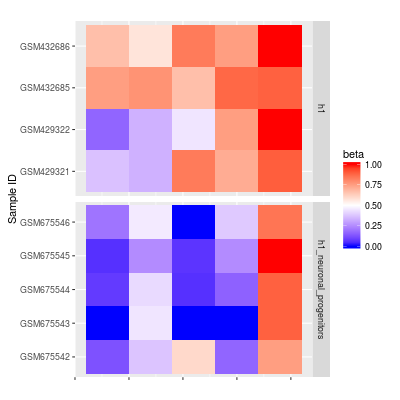 Sample ID
GSM432686
GSM432685
GSM429322
GSM429321
h1
GSM675546
GSM675545
GSM675544
GSM675543
GSM675542
h1_neuronal_progenitors
beta
1.00
0.75
0.50
0.25
0.00